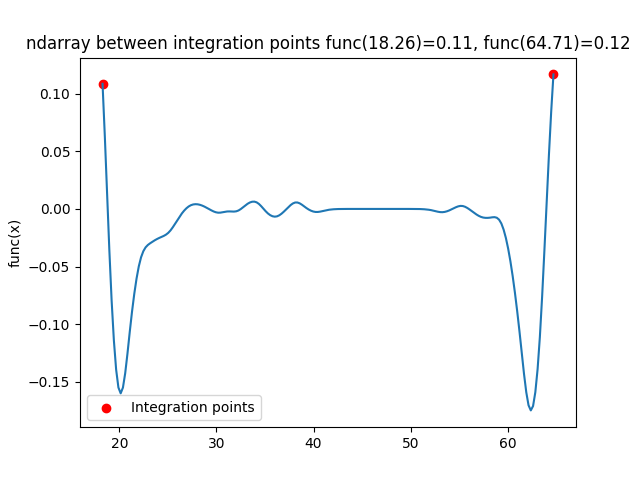 ndarray between integration points func(18.26)=0.11, func(64.71)=0.12
0.10
0.05
0.00
−0.05
−0.10
−0.15
func(x)
Integration points
20 30 40 50 60